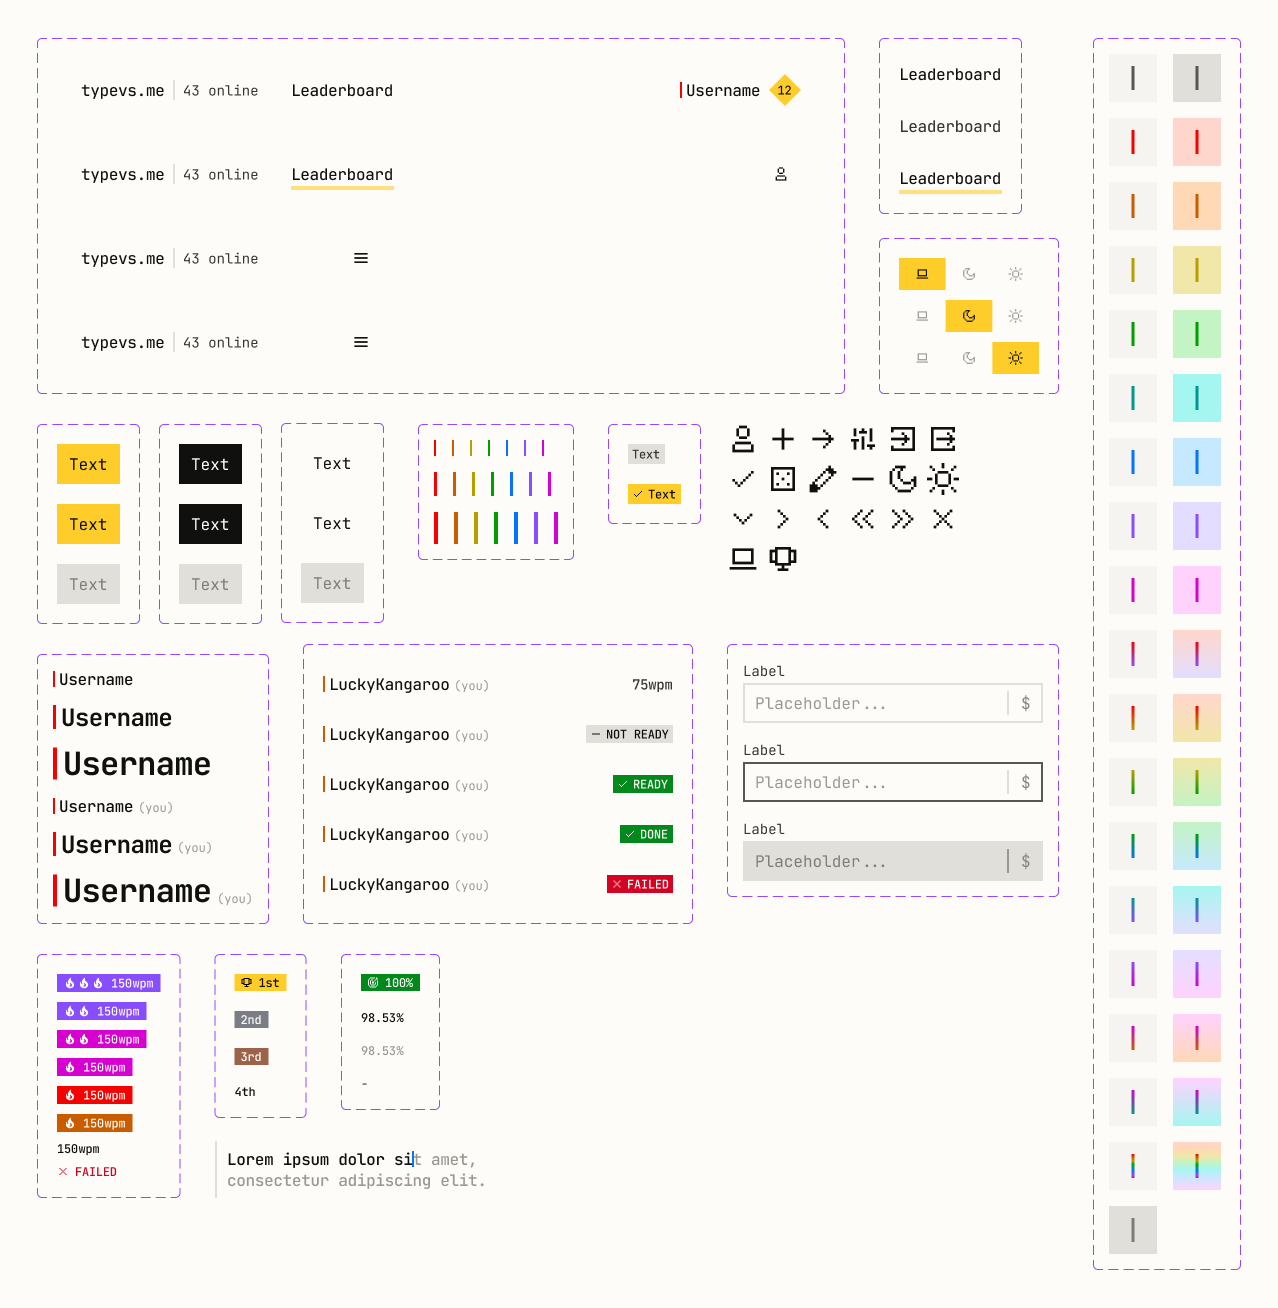 typevs.me 43 online Leaderboard Username 12
typevs.me 43 online Leaderboard
typevs.me 43 online
typevs.me 43 online
Leaderboard
Leaderboard
Leaderboard
Text
Text
Text
Text
Text
Text
Text
Text
Text
Text
Text
Username
Username
Username
Username (you)
Username (you)
Username (you)
LuckyKangaroo (you) 75wpm
LuckyKangaroo (you) NOT READY
LuckyKangaroo (you) READY
LuckyKangaroo (you) DONE
LuckyKangaroo (you) FAILED
Label
Placeholder... $
Label
Placeholder... $
Label
Placeholder... $
150wpm
150wpm
150wpm
150wpm
150wpm
150wpm
150wpm
FAILED
1st
2nd
3rd
4th
100%
98.53%
98.53%
-
Lorem ipsum dolor sit amet,
consectetur adipiscing elit.